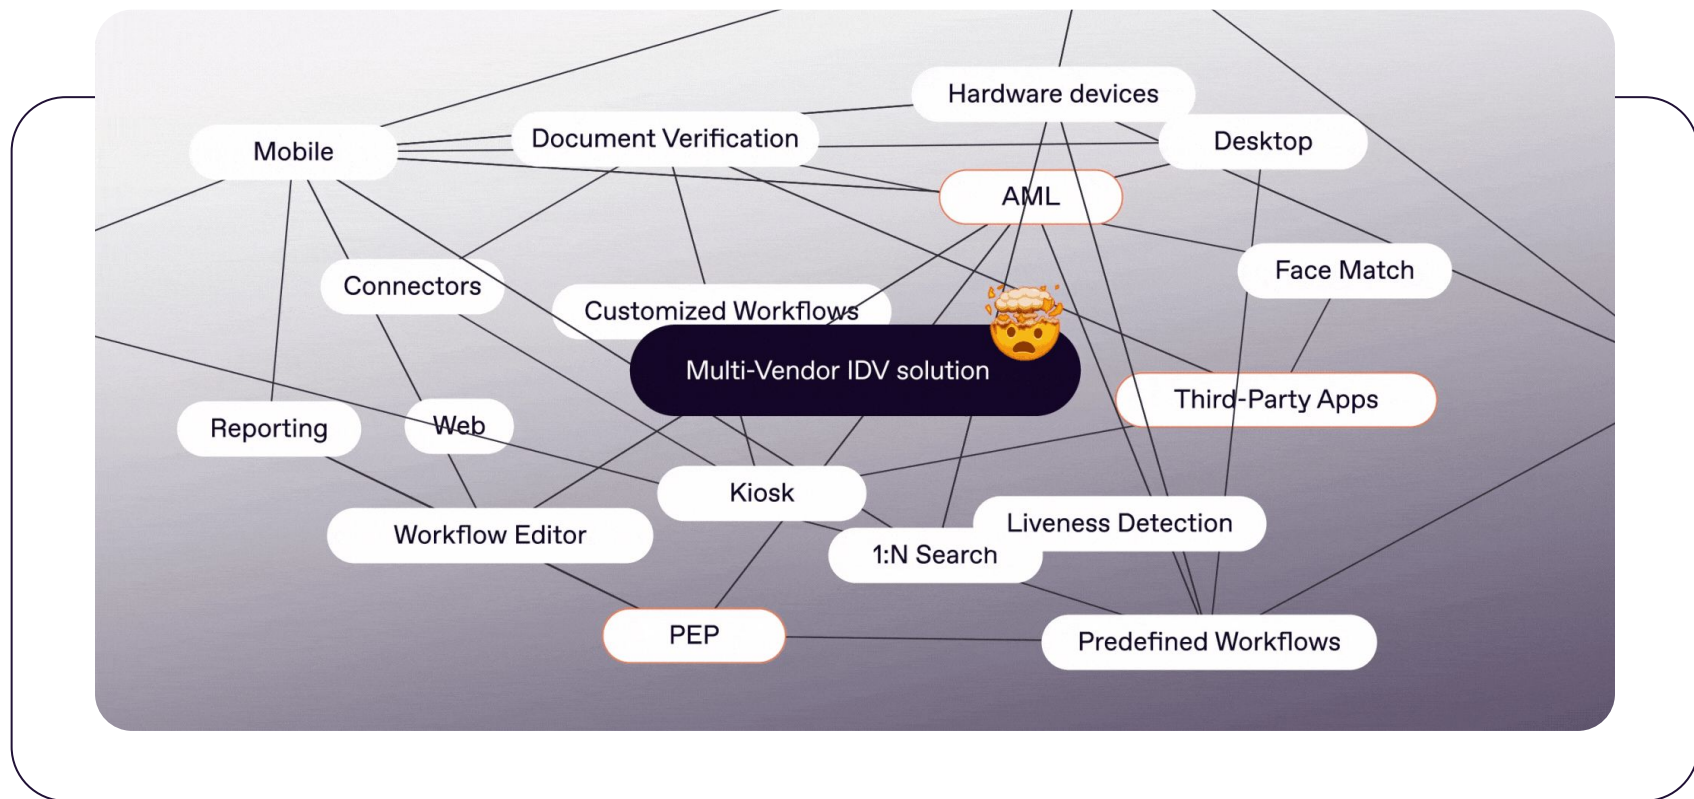 Hardware devices
Document Verification
Desktop
Mobile
AML
Face Match
Connectors
Customized Workflows
Multi-Vendor IDV solution
Third-Party Apps
Reporting
Web
Kiosk
Liveness Detection
Workflow Editor
1:N Search
PEP
Predefined Workflows